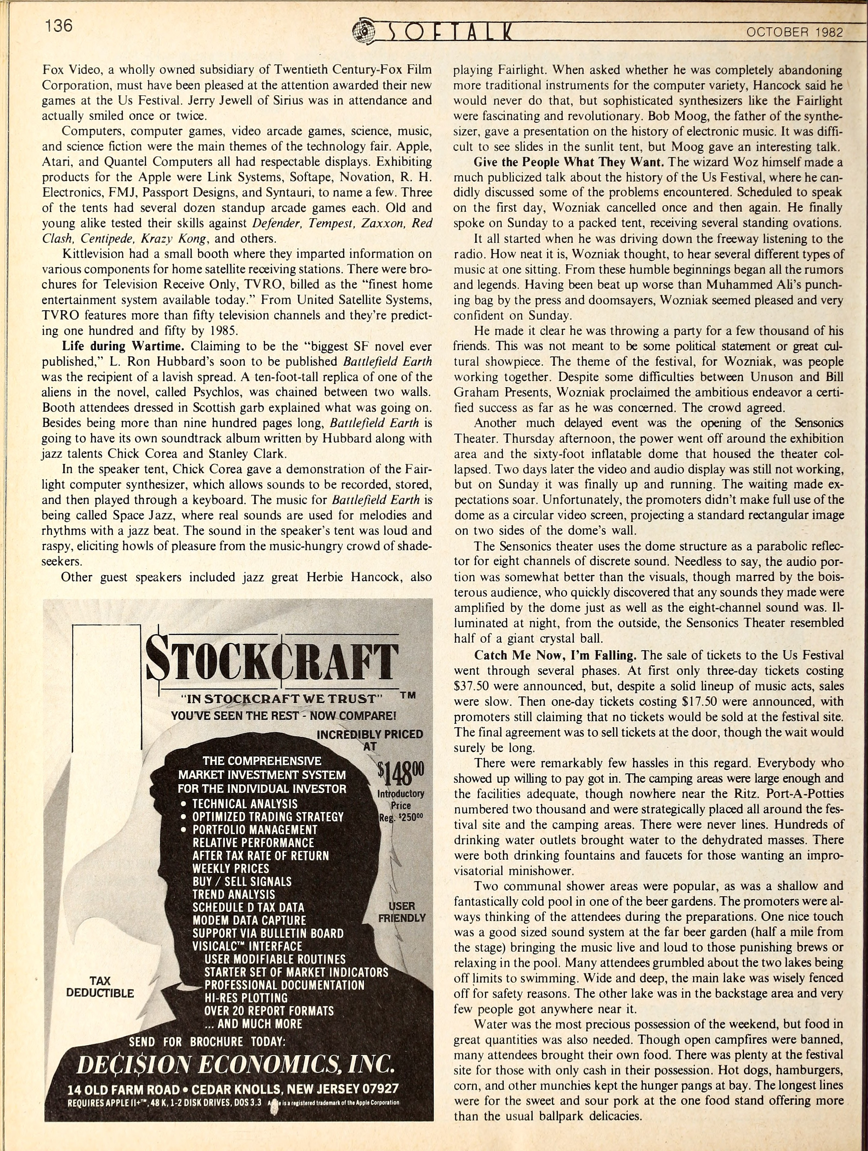 136
SOFTALK
OCTOBER 1982
Fox Video, a wholly owned subsidiary of Twentieth Century-Fox Film
Corporation, must have been pleased at the attention awarded their new
games at the Us Festival. Jerry Jewell of Sirius was in attendance and
actually smiled once or twice.
Computers, computer games, video arcade games, science, music,
and science fiction were the main themes of the technology fair. Apple,
Atari, and Quantel Computers all had respectable displays. Exhibiting
products for the Apple were Link Systems, Softape, Novation, R. H.
Electronics, FMJ, Passport Designs, and Syntauri, to name a few. Three
of the tents had several dozen standup arcade games each. Old and
young alike tested their skills against Defender, Tempest, Zaxxon, Red
Clash, Centipede, Krazy Kong, and others.
Kittlevision had a small booth where they imparted information on
various components for home satellite receiving stations. There were bro-
chures for Television Receive Only, TVRO, billed as the "finest home
entertainment system available today." From United Satellite Systems,
TVRO features more than fifty television channels and they're predict-
ing one hundred and fifty by 1985.
Life during Wartime. Claiming to be the "biggest SF novel ever
published," L. Ron Hubbard's soon to be published Battlefield Earth
was the recipient of a lavish spread. A ten-foot-tall replica of one of the
aliens in the novel, called Psychlos, was chained between two walls.
Booth attendees dressed in Scottish garb explained what was going on.
Besides being more than nine hundred pages long, Battlefield Earth is
going to have its own soundtrack album written by Hubbard along with
jazz talents Chick Corea and Stanley Clark.
In the speaker tent, Chick Corea gave a demonstration of the Fair-
light computer synthesizer, which allows sounds to be recorded, stored,
and then played through a keyboard. The music for Battlefield Earth is
being called Space Jazz, where real sounds are used for melodies and
rhythms with a jazz beat. The sound in the speaker's tent was loud and
raspy, eliciting howls of pleasure from the music-hungry crowd of shade-
seekers.
Other guest speakers included jazz great Herbie Hancock, also
STOCKCRAFT
"IN STOCKCRAFT WE TRUST" TM
YOU'VE SEEN THE REST - NOW COMPARE!
INCREDIBLY PRICED
AT
$148.00
Introductory
Price
Reg. $250.00
THE COMPREHENSIVE
MARKET INVESTMENT SYSTEM
FOR THE INDIVIDUAL INVESTOR
• TECHNICAL ANALYSIS
• OPTIMIZED TRADING STRATEGY
• PORTFOLIO MANAGEMENT
RELATIVE PERFORMANCE
AFTER TAX RATE OF RETURN
WEEKLY PRICES
BUY / SELL SIGNALS
TREND ANALYSIS
SCHEDULE D TAX DATA
MODEM DATA CAPTURE
SUPPORT VIA BULLETIN BOARD
VISICALC™ INTERFACE
USER MODIFIABLE ROUTINES
STARTER SET OF MARKET INDICATORS
PROFESSIONAL DOCUMENTATION
HI-RES PLOTTING
OVER 20 REPORT FORMATS
... AND MUCH MORE
USER
FRIENDLY
TAX
DEDUCTIBLE
SEND FOR BROCHURE TODAY:
DECISION ECONOMICS, INC.
14 OLD FARM ROAD • CEDAR KNOLLS, NEW JERSEY 07927
REQUIRES APPLE II+™, 48 K, 1-2 DISK DRIVES, DOS 3.3 Apple is a registered trademark of the Apple Corporation
playing Fairlight. When asked whether he was completely abandoning
more traditional instruments for the computer variety, Hancock said he
would never do that, but sophisticated synthesizers like the Fairlight
were fascinating and revolutionary. Bob Moog, the father of the synthe-
sizer, gave a presentation on the history of electronic music. It was diffi-
cult to see slides in the sunlit tent, but Moog gave an interesting talk.
Give the People What They Want. The wizard Woz himself made a
much publicized talk about the history of the Us Festival, where he can-
didly discussed some of the problems encountered. Scheduled to speak
on the first day, Wozniak cancelled once and then again. He finally
spoke on Sunday to a packed tent, receiving several standing ovations.
It all started when he was driving down the freeway listening to the
radio. How neat it is, Wozniak thought, to hear several different types of
music at one sitting. From these humble beginnings began all the rumors
and legends. Having been beat up worse than Muhammed Ali's punch-
ing bag by the press and doomsayers, Wozniak seemed pleased and very
confident on Sunday.
He made it clear he was throwing a party for a few thousand of his
friends. This was not meant to be some political statement or great cul-
tural showpiece. The theme of the festival, for Wozniak, was people
working together. Despite some difficulties between Unuson and Bill
Graham Presents, Wozniak proclaimed the ambitious endeavor a certi-
fied success as far as he was concerned. The crowd agreed.
Another much delayed event was the opening of the Sensonics
Theater. Thursday afternoon, the power went off around the exhibition
area and the sixty-foot inflatable dome that housed the theater col-
lapsed. Two days later the video and audio display was still not working,
but on Sunday it was finally up and running. The waiting made ex-
pectations soar. Unfortunately, the promoters didn't make full use of the
dome as a circular video screen, projecting a standard rectangular image
on two sides of the dome's wall.
The Sensonics theater uses the dome structure as a parabolic reflec-
tor for eight channels of discrete sound. Needless to say, the audio por-
tion was somewhat better than the visuals, though marred by the bois-
terous audience, who quickly discovered that any sounds they made were
amplified by the dome just as well as the eight-channel sound was. Il-
luminated at night, from the outside, the Sensonics Theater resembled
half of a giant crystal ball.
Catch Me Now, I'm Falling. The sale of tickets to the Us Festival
went through several phases. At first only three-day tickets costing
$37.50 were announced, but, despite a solid lineup of music acts, sales
were slow. Then one-day tickets costing $17.50 were announced, with
promoters still claiming that no tickets would be sold at the festival site.
The final agreement was to sell tickets at the door, though the wait would
surely be long.
There were remarkably few hassles in this regard. Everybody who
showed up willing to pay got in. The camping areas were large enough and
the facilities adequate, though nowhere near the Ritz. Port-A-Potties
numbered two thousand and were strategically placed all around the fes-
tival site and the camping areas. There were never lines. Hundreds of
drinking water outlets brought water to the dehydrated masses. There
were both drinking fountains and faucets for those wanting an impro-
visatorial minishower.
Two communal shower areas were popular, as was a shallow and
fantastically cold pool in one of the beer gardens. The promoters were al-
ways thinking of the attendees during the preparations. One nice touch
was a good sized sound system at the far beer garden (half a mile from
the stage) bringing the music live and loud to those punishing brews or
relaxing in the pool. Many attendees grumbled about the two lakes being
off limits to swimming. Wide and deep, the main lake was wisely fenced
off for safety reasons. The other lake was in the backstage area and very
few people got anywhere near it.
Water was the most precious possession of the weekend, but food in
great quantities was also needed. Though open campfires were banned,
many attendees brought their own food. There was plenty at the festival
site for those with only cash in their possession. Hot dogs, hamburgers,
corn, and other munchies kept the hunger pangs at bay. The longest lines
were for the sweet and sour pork at the one food stand offering more
than the usual ballpark delicacies.